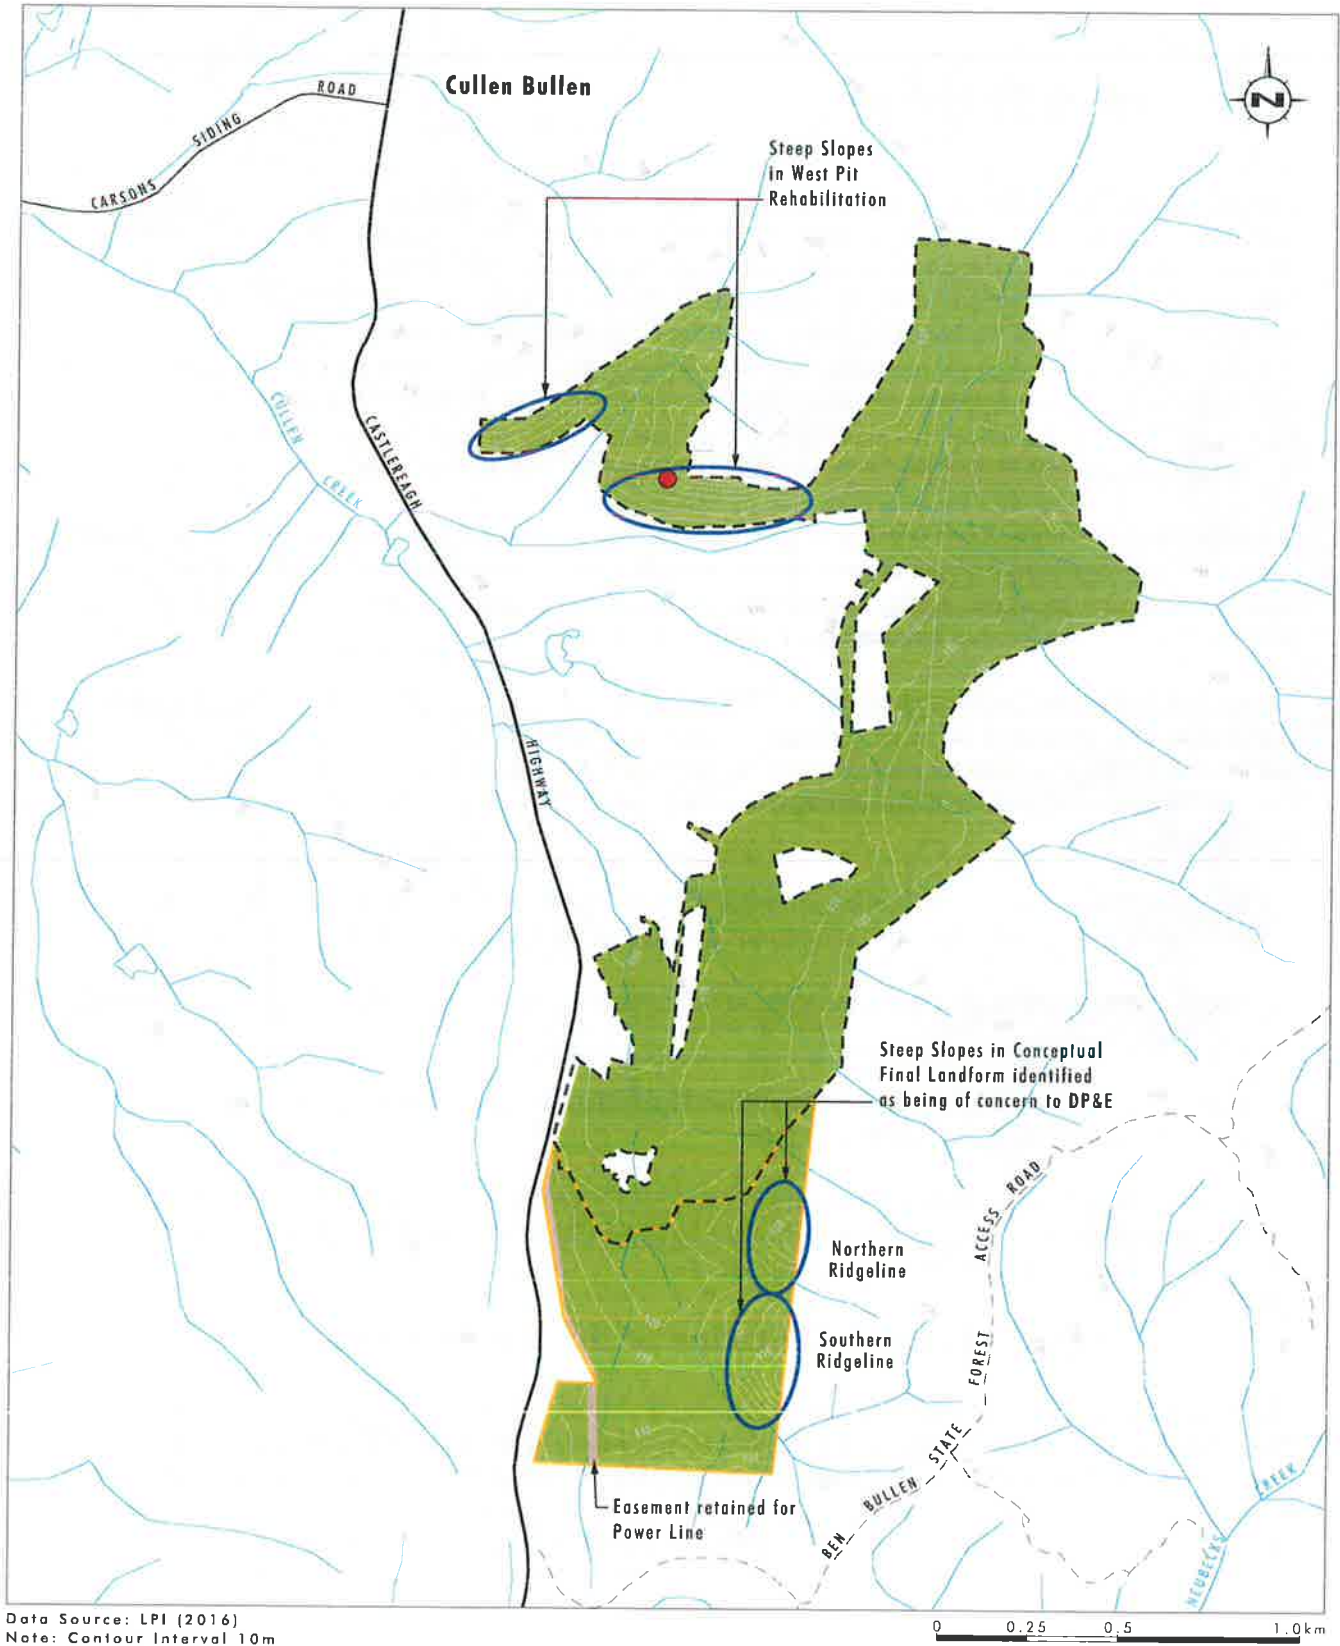 Cullen Bullen
N
CARSONS SIDING ROAD
Steep Slopes
in West Pit
Rehabilitation
CULLEN CREEK
CASTLEREAGH HIGHWAY
Steep Slopes in Conceptual
Final Landform identified
as being of concern to DP&E
Northern
Ridgeline
Southern
Ridgeline
BEN BULLEN STATE FOREST ACCESS ROAD
NEUBECKS CREEK
Easement retained for
Power Line
Data Source: LPI (2016)
Note: Contour Interval 10m
0 0.25 0.5 1.0km